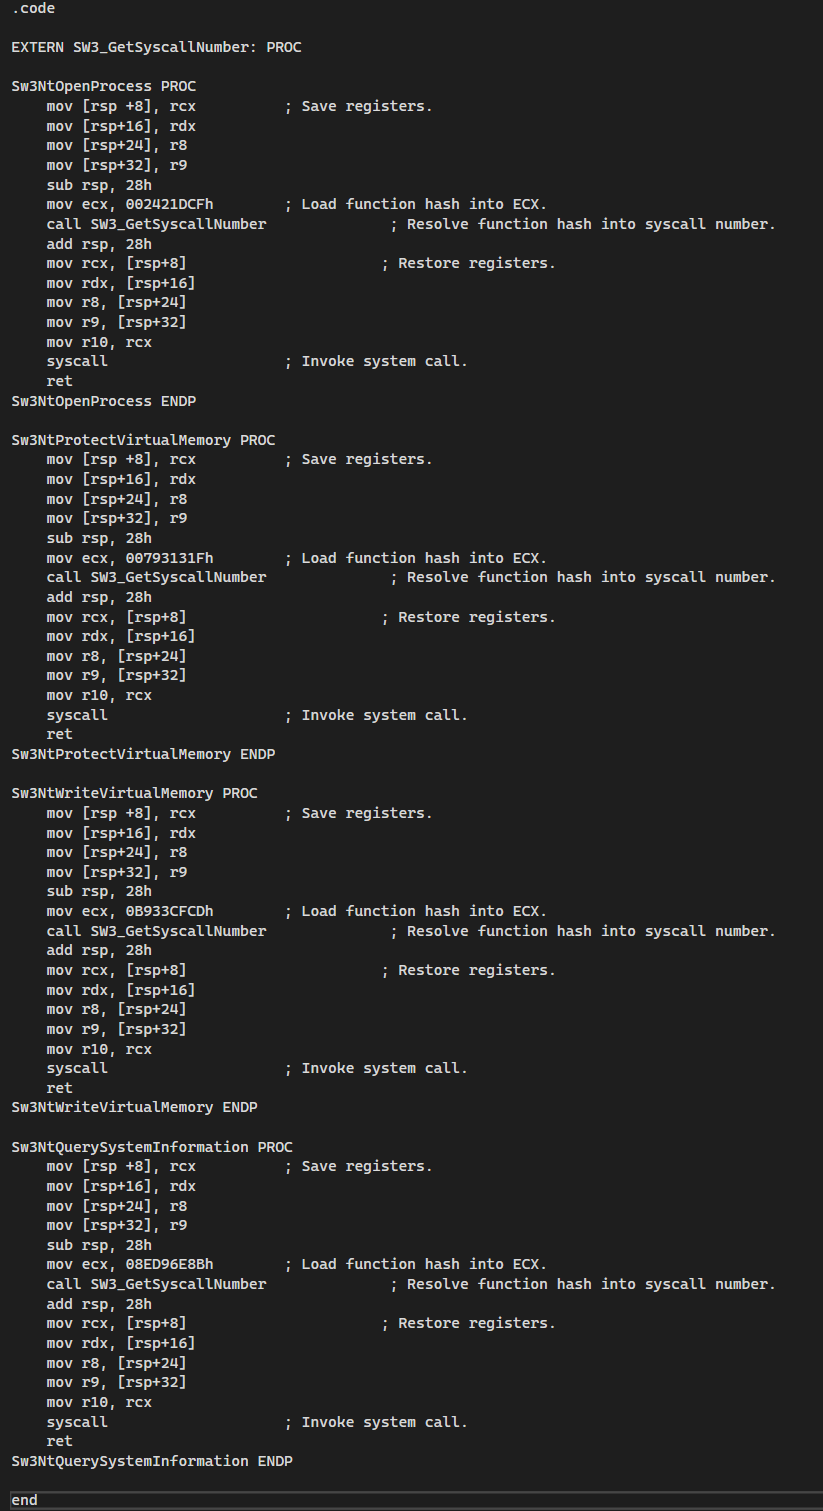 .code
EXTERN SW3_GetSyscallNumber: PROC
Sw3NtOpenProcess PROC
mov [rsp +8], rcx ; Save registers.
mov [rsp+16], rdx
mov [rsp+24], r8
mov [rsp+32], r9
sub rsp, 28h
mov ecx, 002421DCFh ; Load function hash into ECX.
call SW3_GetSyscallNumber ; Resolve function hash into syscall number.
add rsp, 28h
mov rcx, [rsp+8] ; Restore registers.
mov rdx, [rsp+16]
mov r8, [rsp+24]
mov r9, [rsp+32]
mov r10, rcx
syscall ; Invoke system call.
ret
Sw3NtOpenProcess ENDP
Sw3NtProtectVirtualMemory PROC
mov [rsp +8], rcx ; Save registers.
mov [rsp+16], rdx
mov [rsp+24], r8
mov [rsp+32], r9
sub rsp, 28h
mov ecx, 00793131Fh ; Load function hash into ECX.
call SW3_GetSyscallNumber ; Resolve function hash into syscall number.
add rsp, 28h
mov rcx, [rsp+8] ; Restore registers.
mov rdx, [rsp+16]
mov r8, [rsp+24]
mov r9, [rsp+32]
mov r10, rcx
syscall ; Invoke system call.
ret
Sw3NtProtectVirtualMemory ENDP
Sw3NtWriteVirtualMemory PROC
mov [rsp +8], rcx ; Save registers.
mov [rsp+16], rdx
mov [rsp+24], r8
mov [rsp+32], r9
sub rsp, 28h
mov ecx, 0B933CFCDh ; Load function hash into ECX.
call SW3_GetSyscallNumber ; Resolve function hash into syscall number.
add rsp, 28h
mov rcx, [rsp+8] ; Restore registers.
mov rdx, [rsp+16]
mov r8, [rsp+24]
mov r9, [rsp+32]
mov r10, rcx
syscall ; Invoke system call.
ret
Sw3NtWriteVirtualMemory ENDP
Sw3NtQuerySystemInformation PROC
mov [rsp +8], rcx ; Save registers.
mov [rsp+16], rdx
mov [rsp+24], r8
mov [rsp+32], r9
sub rsp, 28h
mov ecx, 08ED96E8Bh ; Load function hash into ECX.
call SW3_GetSyscallNumber ; Resolve function hash into syscall number.
add rsp, 28h
mov rcx, [rsp+8] ; Restore registers.
mov rdx, [rsp+16]
mov r8, [rsp+24]
mov r9, [rsp+32]
mov r10, rcx
syscall ; Invoke system call.
ret
Sw3NtQuerySystemInformation ENDP
end